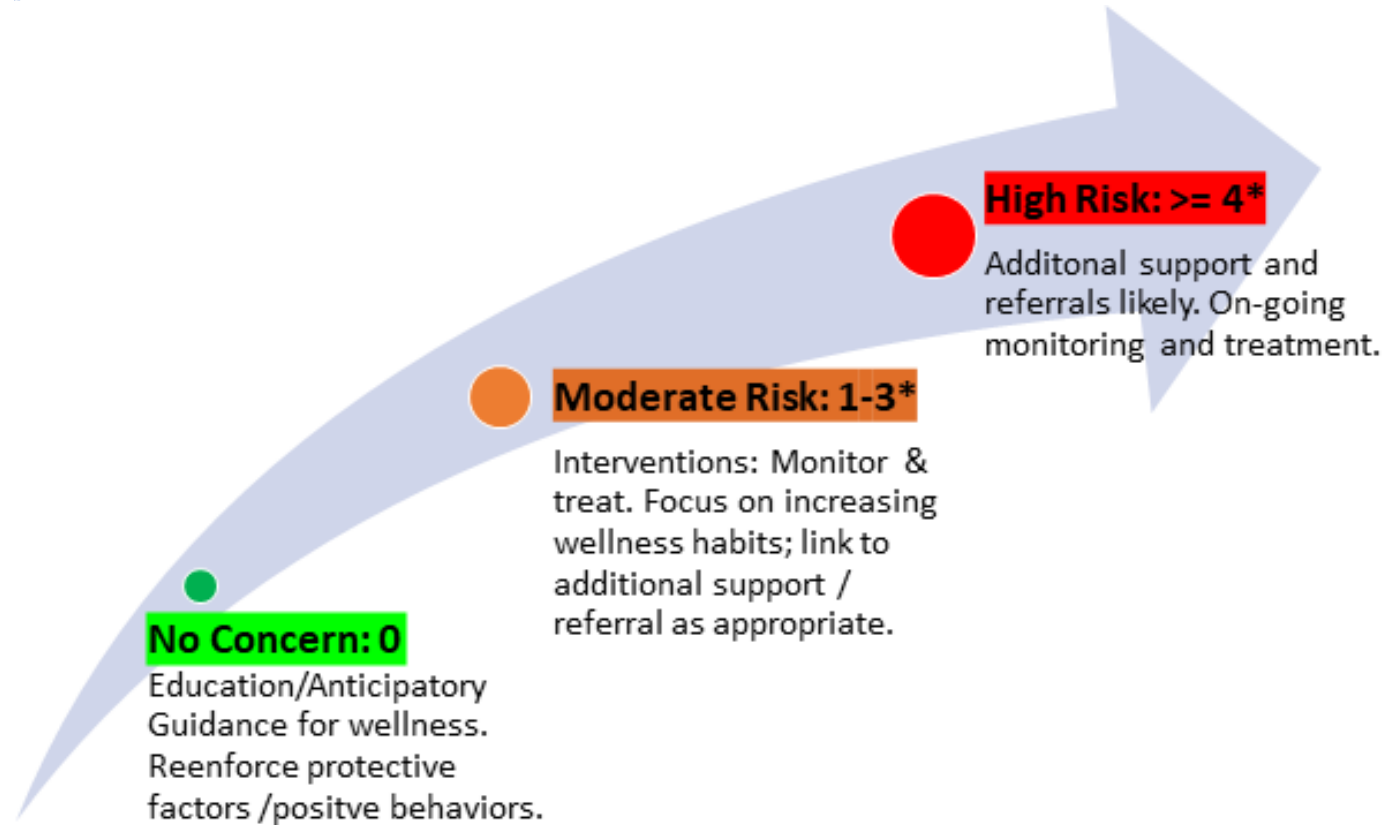 No Concern: 0
Education/Anticipatory
Guidance for wellness.
Reenforce protective
factors /positve behaviors.
Moderate Risk: 1-3*
Interventions: Monitor &
treat. Focus on increasing
wellness habits; link to
additional support /
referral as appropriate.
High Risk: >= 4*
Additonal support and
referrals likely. On-going
monitoring and treatment.